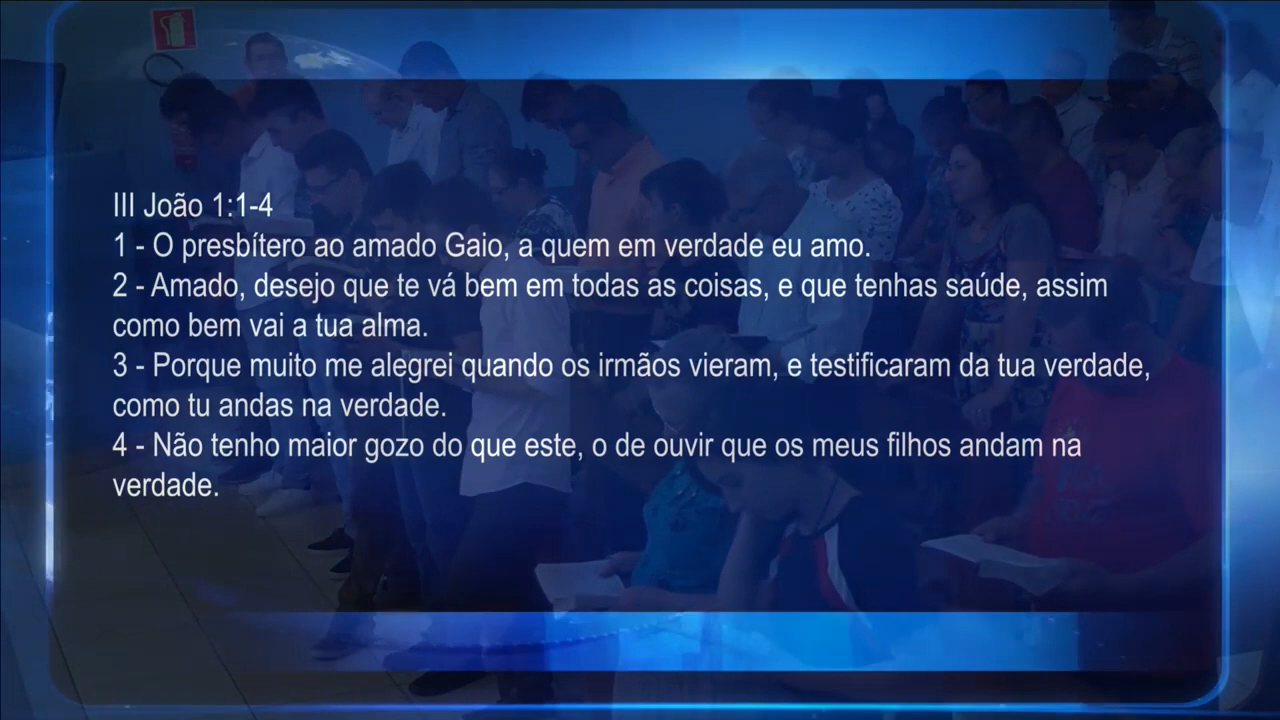 III João 1:1-4
1 - O presbítero ao amado Gaio, a quem em verdade eu amo.
2 - Amado, desejo que te vá bem em todas as coisas, e que tenhas saúde, assim
como bem vai a tua alma.
3 - Porque muito me alegrei quando os irmãos vieram, e testificaram da tua verdade,
como tu andas na verdade.
4 - Não tenho maior gozo do que este, o de ouvir que os meus filhos andam na
verdade.